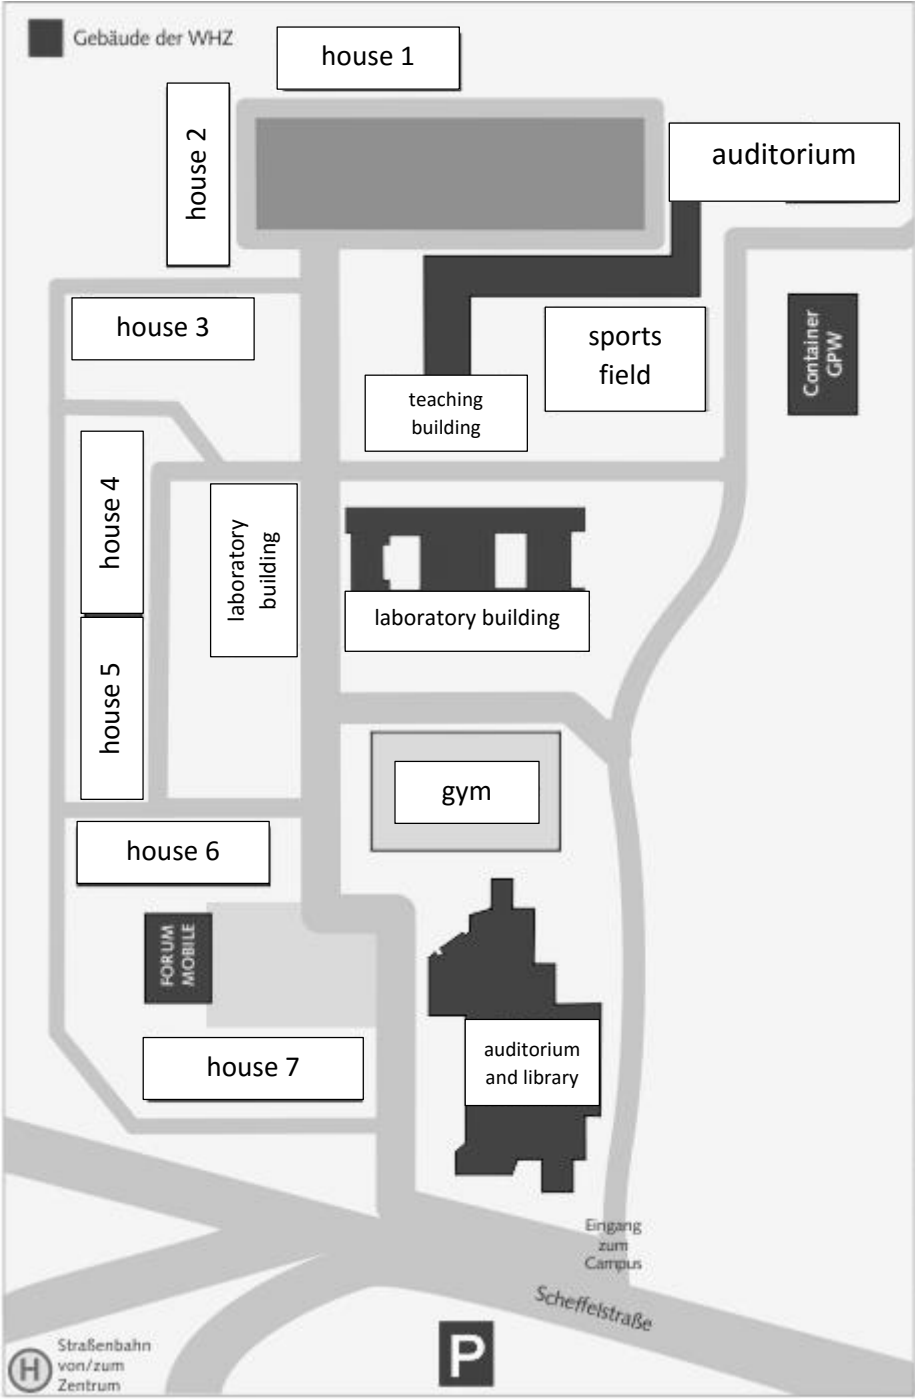 Gebäude der WHZ
house 1
house 2
auditorium
house 3
sports
field
Container
GPW
teaching
building
house 4
laboratory
building
laboratory building
house 5
gym
house 6
FORUM
MOBILE
auditorium
and library
house 7
Eingang
zum
Campus
Scheffelstraße
P
H
Straßenbahn
von/zum
Zentrum